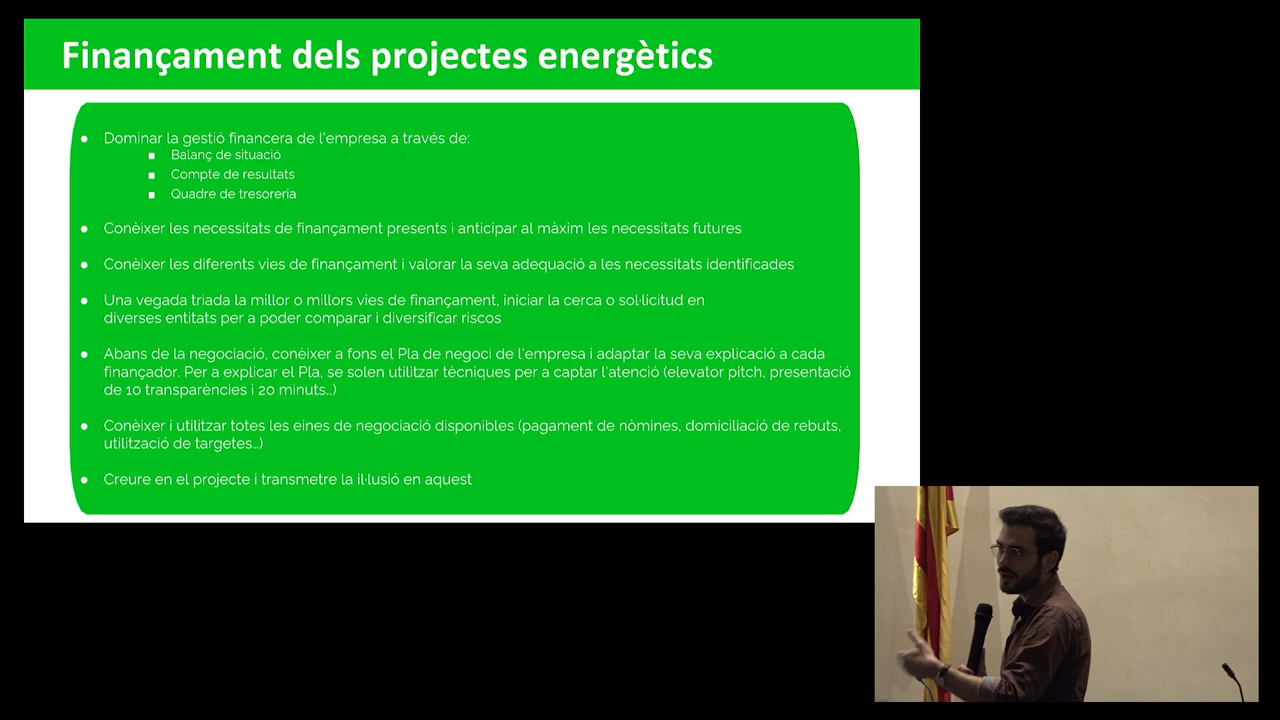 Finançament dels projectes energètics
● Dominar la gestió financera de l'empresa a través de:
■ Balanç de situació
■ Compte de resultats
■ Quadre de tresoreria
● Conèixer les necessitats de finançament presents i anticipar al màxim les necessitats futures
● Conèixer les diferents vies de finançament i valorar la seva adequació a les necessitats identificades
● Una vegada triada la millor o millors vies de finançament, iniciar la cerca o sol·licitud en
diverses entitats per a poder comparar i diversificar riscos
● Abans de la negociació, conèixer a fons el Pla de negoci de l'empresa i adaptar la seva explicació a cada
finançador. Per a explicar el Pla, se solen utilitzar tècniques per a captar l'atenció (elevator pitch, presentació
de 10 transparències i 20 minuts...)
● Conèixer i utilitzar totes les eines de negociació disponibles (pagament de nòmines, domiciliació de rebuts,
utilització de targetes...)
● Creure en el projecte i transmetre la il·lusió en aquest